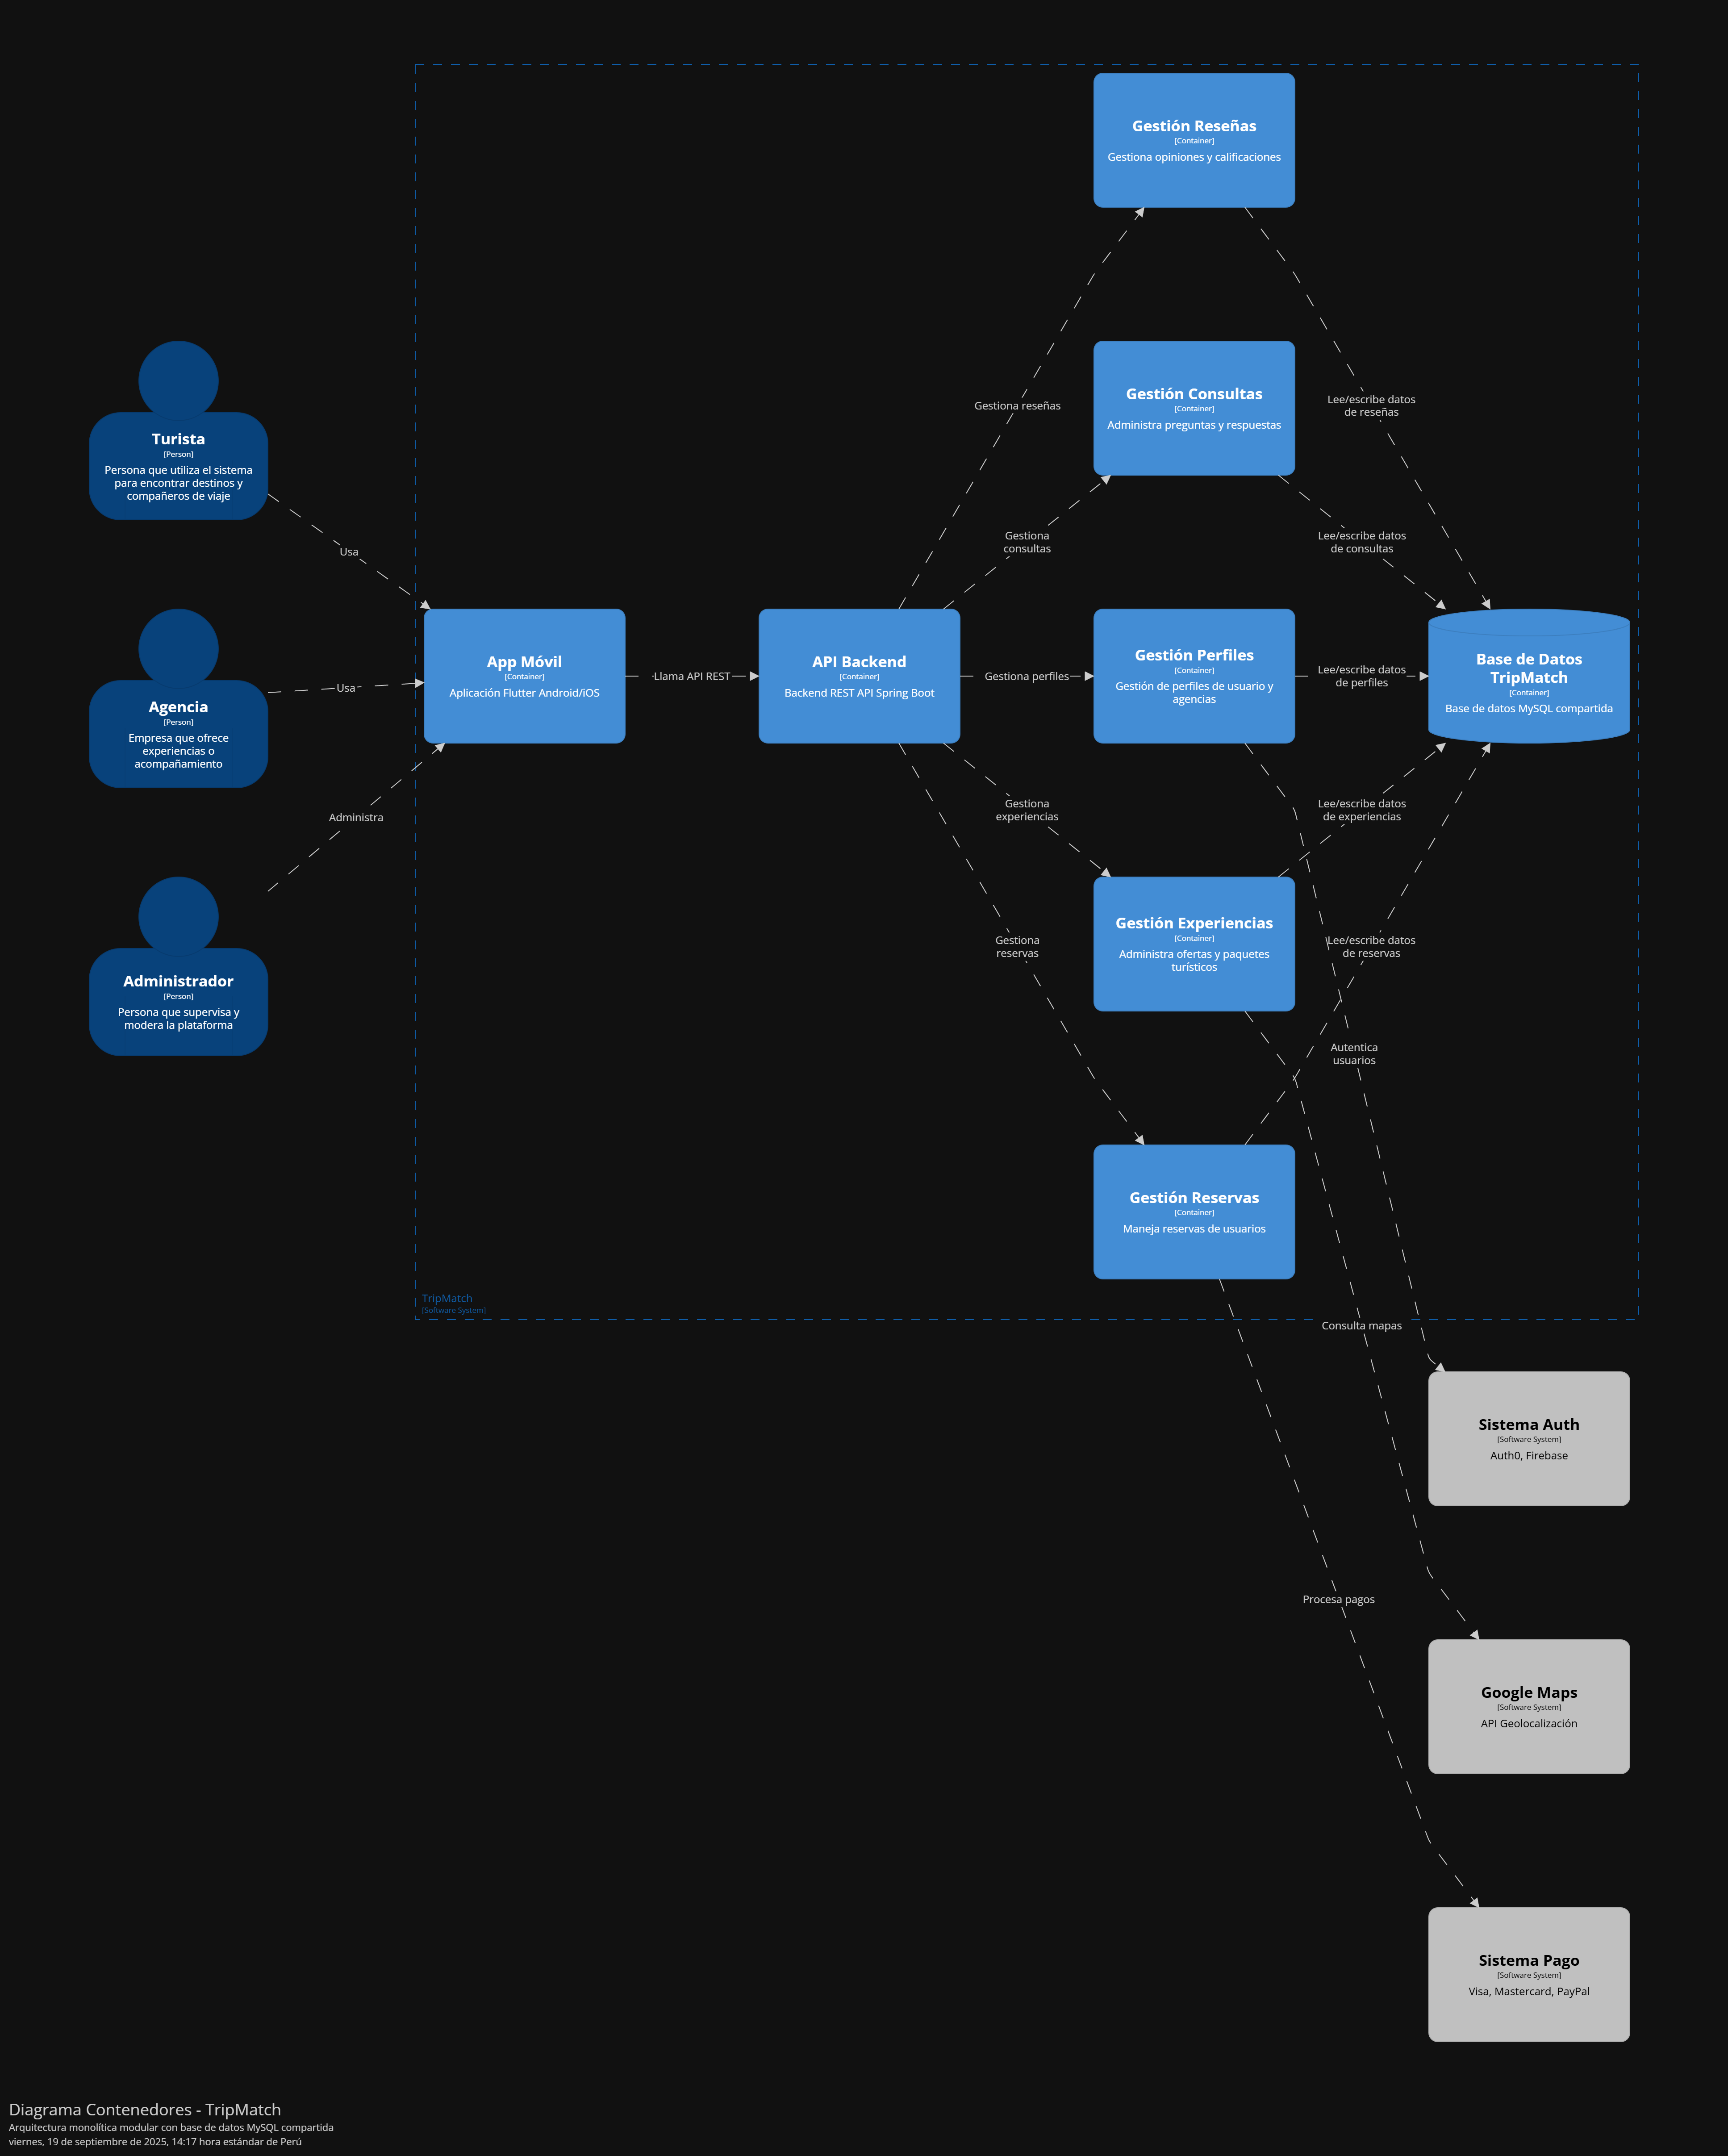 Gestión Reseñas
[Container]
Gestiona opiniones y calificaciones
Gestión Consultas
[Container]
Administra preguntas y respuestas
Gestiona reseñas
Lee/escribe datos
de reseñas
Turista
[Person]
Persona que utiliza el sistema
para encontrar destinos y
compañeros de viaje
Usa
Gestiona
consultas
Lee/escribe datos
de consultas
Agencia
[Person]
Empresa que ofrece
experiencias o
acompañamiento
Usa
App Móvil
[Container]
Aplicación Flutter Android/iOS
Llama API REST
API Backend
[Container]
Backend REST API Spring Boot
Gestiona perfiles
Gestión Perfiles
[Container]
Gestión de perfiles de usuario y
agencias
Lee/escribe datos
de perfiles
Base de Datos
TripMatch
[Container]
Base de datos MySQL compartida
Administra
Gestiona
experiencias
Lee/escribe datos
de experiencias
Administrador
[Person]
Persona que supervisa y
modera la plataforma
Gestiona
reservas
Gestión Experiencias
[Container]
Administra ofertas y paquetes
turísticos
Lee/escribe datos
de reservas
Autentica
usuarios
Gestión Reservas
[Container]
Maneja reservas de usuarios
TripMatch
[Software System]
Consulta mapas
Sistema Auth
[Software System]
Auth0, Firebase
Procesa pagos
Google Maps
[Software System]
API Geolocalización
Sistema Pago
[Software System]
Visa, Mastercard, PayPal
Diagrama Contenedores - TripMatch
Arquitectura monolítica modular con base de datos MySQL compartida
viernes, 19 de septiembre de 2025, 14:17 hora estándar de Perú